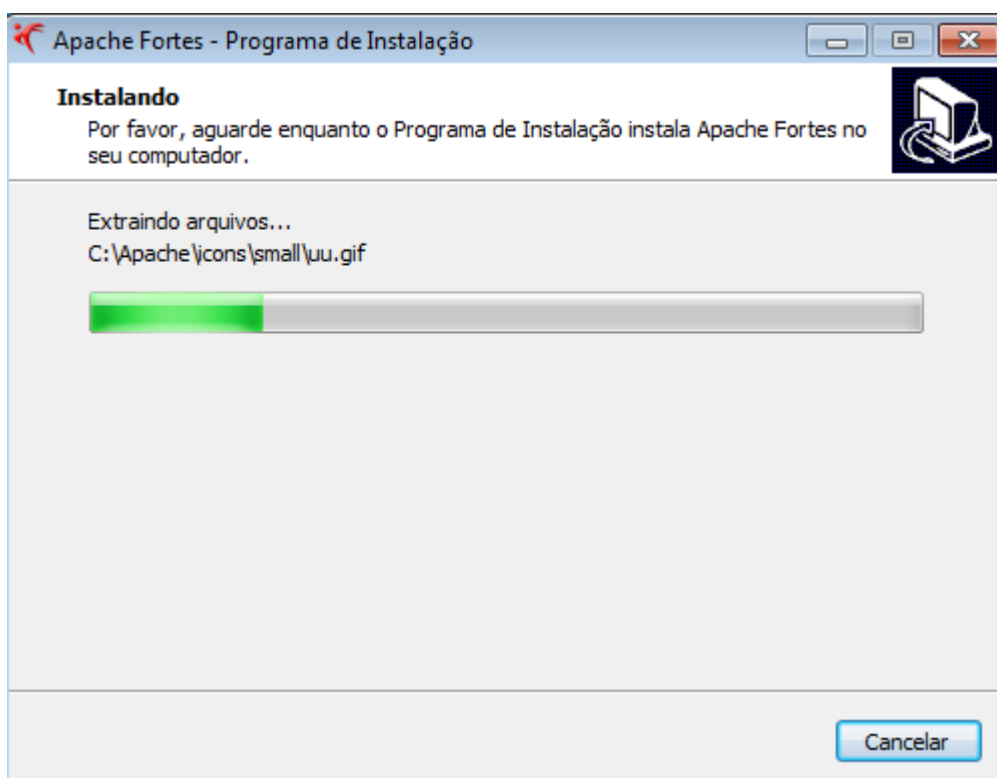 Apache Fortes - Programa de Instalação
Instalando
Por favor, aguarde enquanto o Programa de Instalação instala Apache Fortes no
seu computador.
Extraindo arquivos...
C:\Apache\icons\small\uu.gif
Cancelar